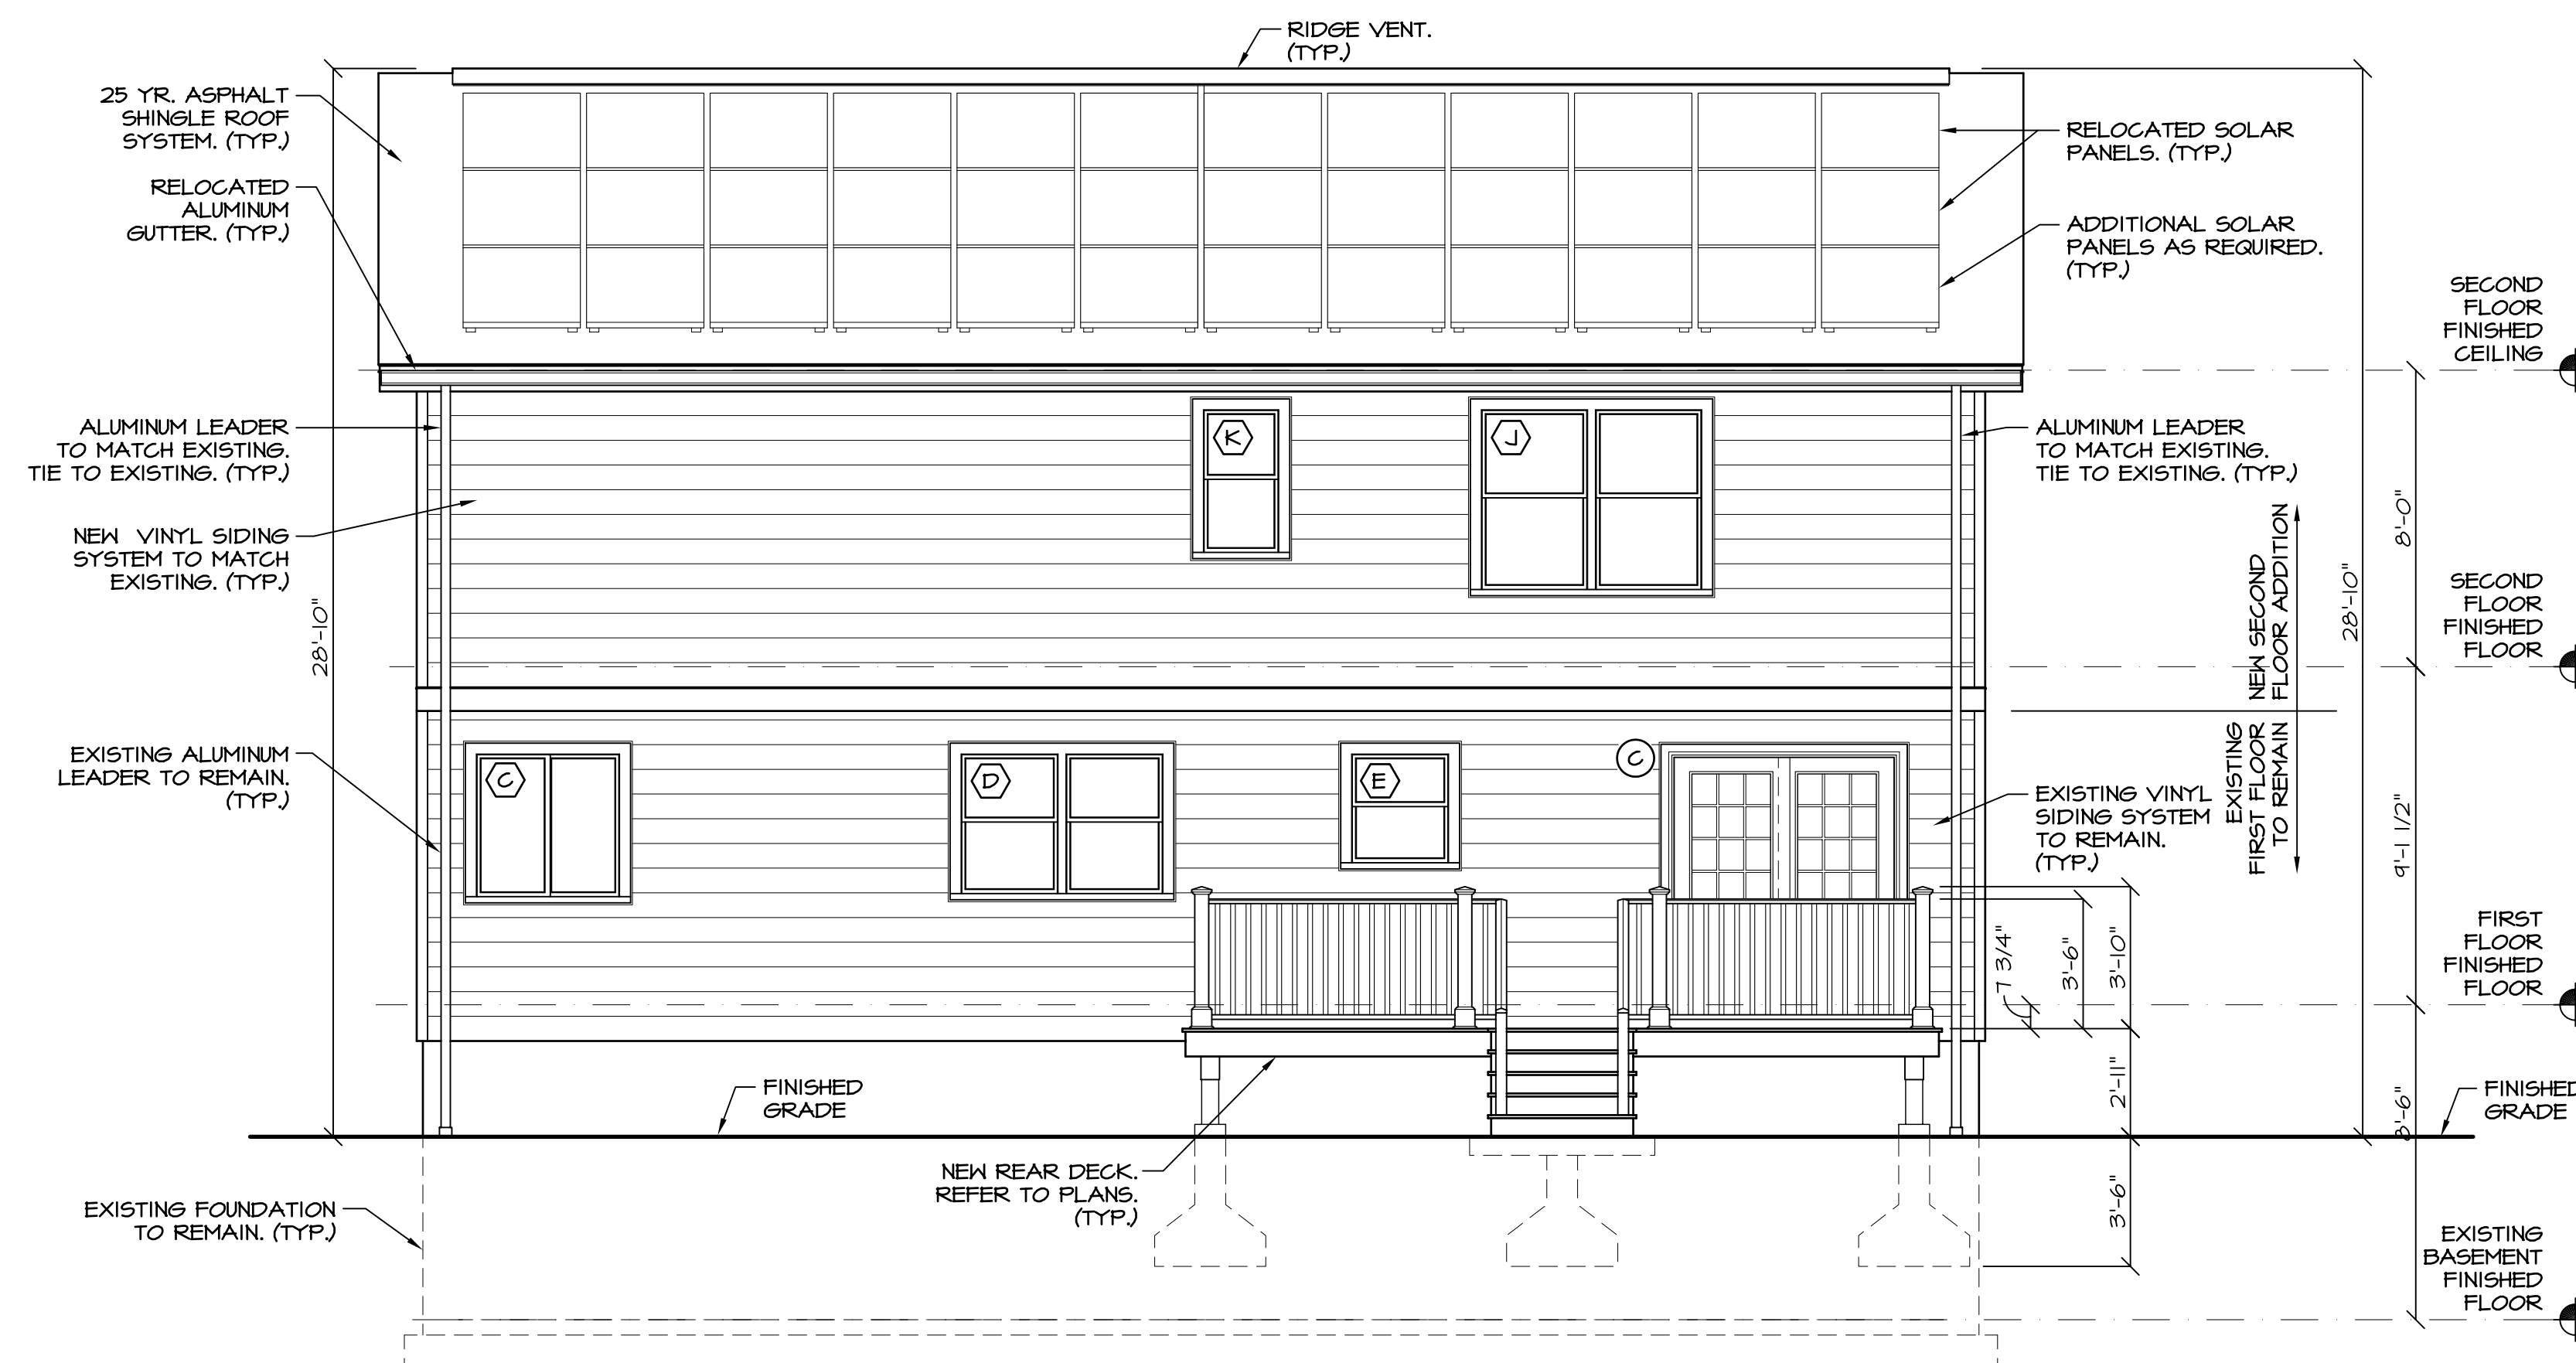 RIDGE VENT.
(TYP.)
25 YR. ASPHALT
SHINGLE ROOF
SYSTEM. (TYP.)
RELOCATED
ALUMINUM
GUTTER. (TYP.)
RELOCATED SOLAR
PANELS. (TYP.)
ADDITIONAL SOLAR
PANELS AS REQUIRED.
(TYP.)
SECOND
FLOOR
FINISHED
CEILING
ALUMINUM LEADER
TO MATCH EXISTING.
TIE TO EXISTING. (TYP.)
K
J
ALUMINUM LEADER
TO MATCH EXISTING.
TIE TO EXISTING. (TYP.)
NEW VINYL SIDING
SYSTEM TO MATCH
EXISTING. (TYP.)
28'-10"
NEW SECOND
FLOOR ADDITION
28'-10"
8'-0"
SECOND
FLOOR
FINISHED
FLOOR
EXISTING
FIRST FLOOR
TO REMAIN
EXISTING ALUMINUM
LEADER TO REMAIN.
(TYP.)
C
D
E
C
EXISTING VINYL
SIDING SYSTEM
TO REMAIN.
(TYP.)
9'-1 1/2"
7 3/4"
3'-6"
3'-10"
FIRST
FLOOR
FINISHED
FLOOR
FINISHED
GRADE
2'-11"
8'-6"
FINISHED
GRADE
NEW REAR DECK.
REFER TO PLANS.
(TYP.)
EXISTING FOUNDATION
TO REMAIN. (TYP.)
3'-6"
EXISTING
BASEMENT
FINISHED
FLOOR